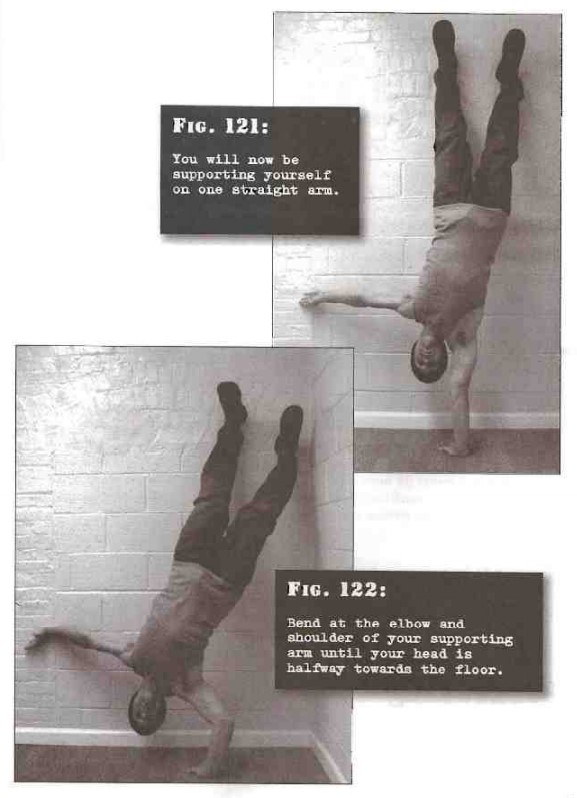 FIG. 121:
You will now be
supporting yourself
on one straight arm.
FIG. 122:
Bend at the elbow and
shoulder of your supporting
arm until your head is
halfway towards the floor.